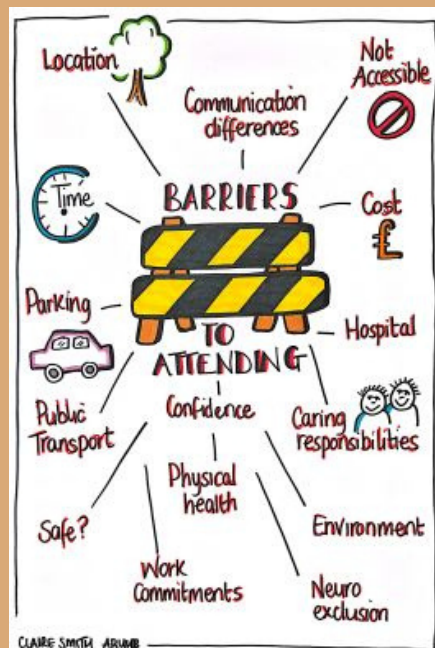 Location
Not
Accessible
Communication
differences
BARRIERS
Time
Cost
£
Parking
TO
ATTENDING
Hospital
Public
Transport
Confidence
Caring
responsibilities
Physical
health
Safe?
Environment
Work
Commitments
Neuro
exclusion
CLAIRE SMITH